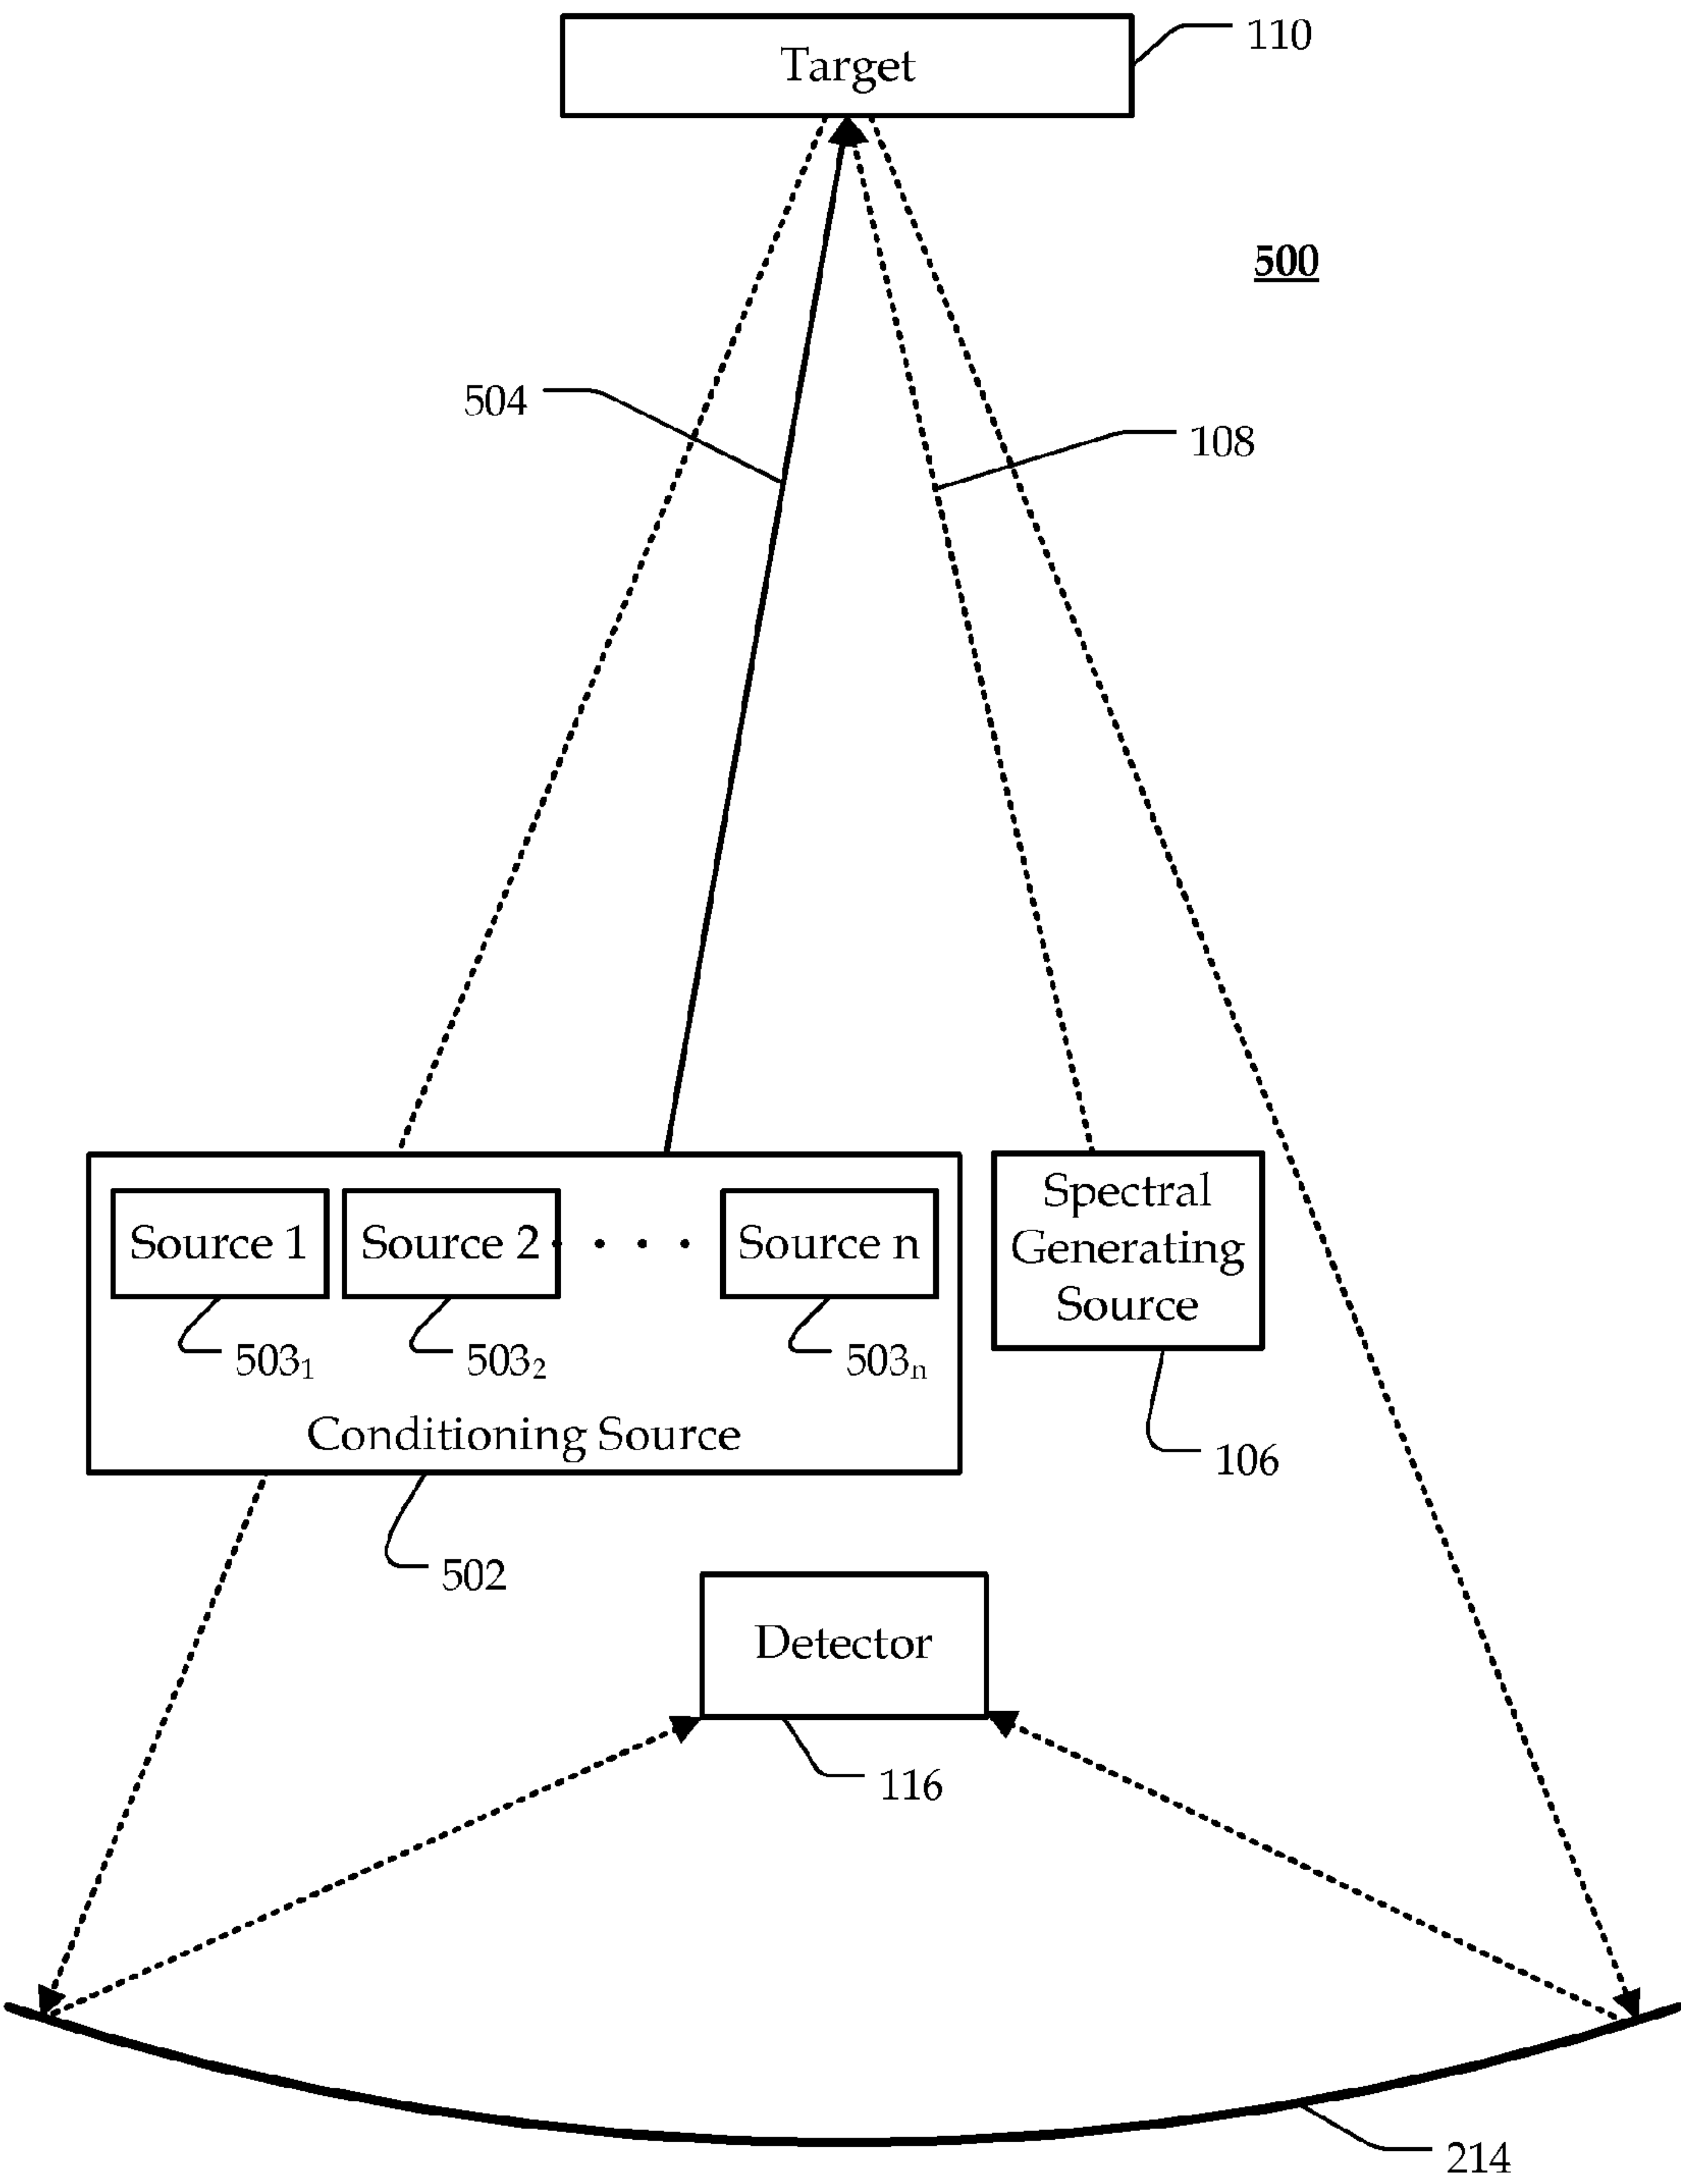 Target
110
500
504
108
Source 1
Source 2
Source n
Spectral
Generating
Source
503₁
503₂
503ₙ
Conditioning Source
106
502
Detector
116
214